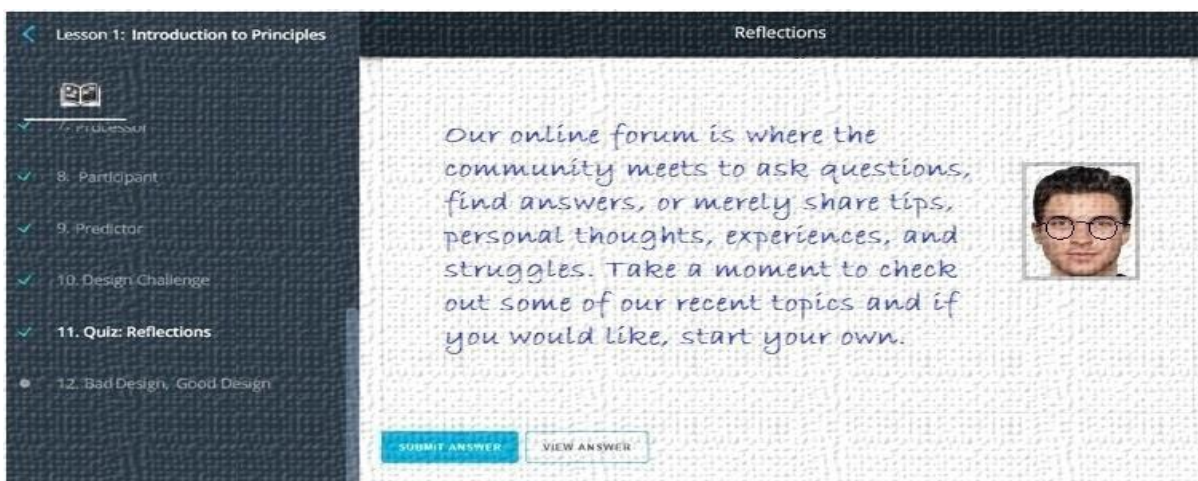 Lesson 1: Introduction to Principles
Reflections
7. Processor
8. Participant
9. Predictor
10. Design Challenge
11. Quiz: Reflections
12. Bad Design, Good Design
Our online forum is where the
community meets to ask questions,
find answers, or merely share tips,
personal thoughts, experiences, and
struggles. Take a moment to check
out some of our recent topics and if
you would like, start your own.
SUBMIT ANSWER
VIEW ANSWER